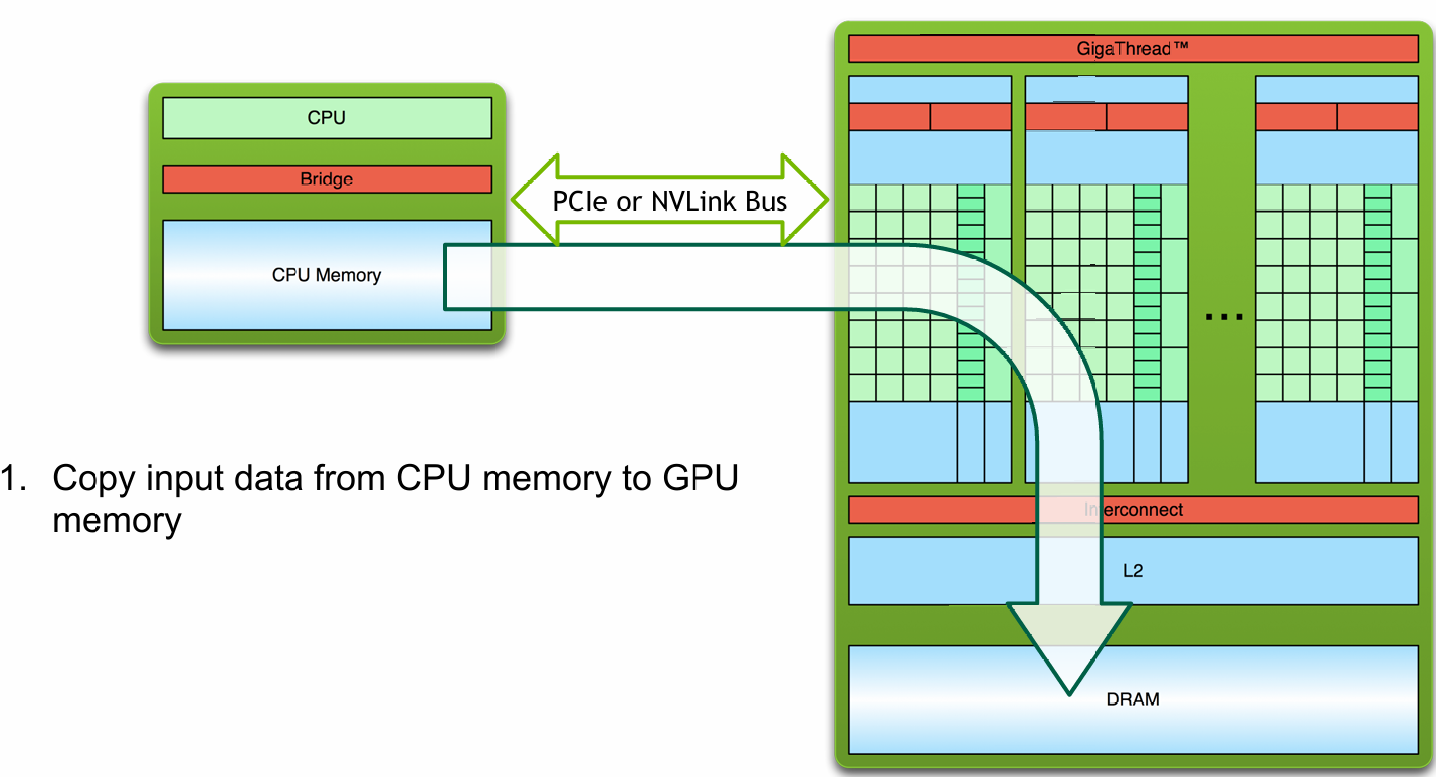 GigaThread™
CPU
Bridge
PCIe or NVLink Bus
CPU Memory
...
1. Copy input data from CPU memory to GPU
memory
Interconnect
L2
DRAM